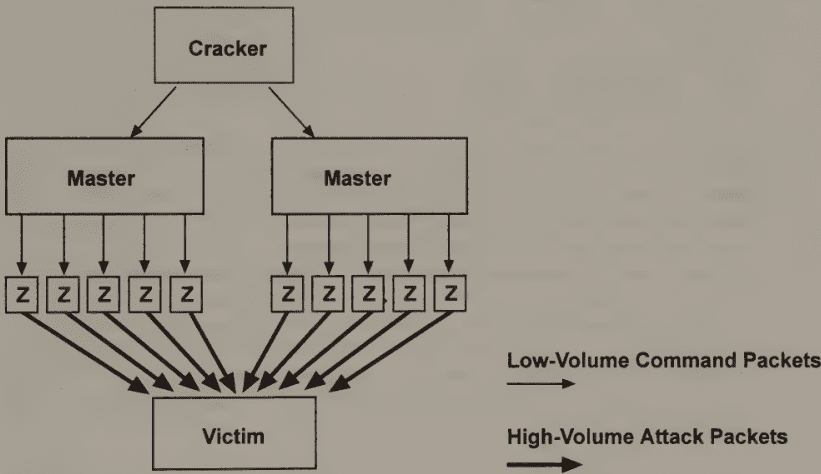 Cracker
Master Master
Z Z Z Z Z Z Z Z Z Z
Low-Volume Command Packets
Victim
High-Volume Attack Packets